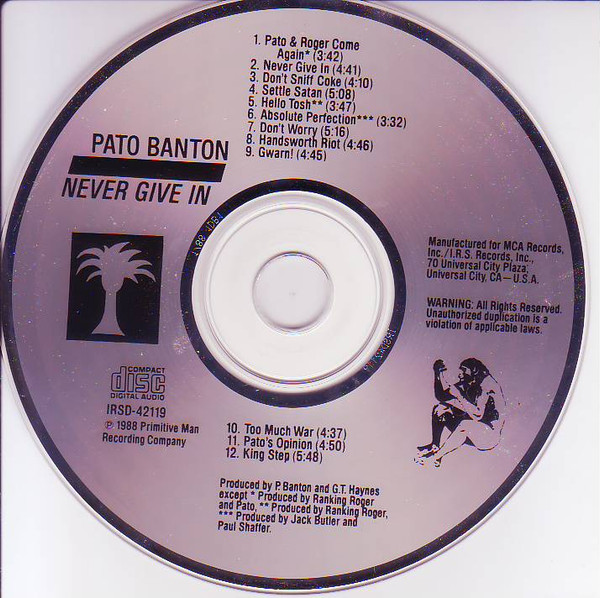 1. Pato & Roger Come
Again* (3:42)
2. Never Give In (4:41)
3. Don't Sniff Coke (4:10)
4. Settle Satan (5:08)
5. Hello Tosh** (3:47)
6. Absolute Perfection*** (3:32)
7. Don't Worry (5:16)
8. Handsworth Riot (4:46)
9. Gwarn! (4:45)
PATO BANTON
NEVER GIVE IN
Manufactured for MCA Records,
Inc./I.R.S. Records, Inc.,
70 Universal City Plaza,
Universal City, CA—U.S.A.
WARNING: All Rights Reserved.
Unauthorized duplication is a
violation of applicable laws.
COMPACT
disc
DIGITAL AUDIO
IRSD-42119
℗ 1988 Primitive Man
Recording Company
10. Too Much War (4:37)
11. Pato's Opinion (4:50)
12. King Step (5:48)
Produced by P. Banton and G.T. Haynes
except * Produced by Ranking Roger
and Pato, ** Produced by Ranking Roger,
*** Produced by Jack Butler and
Paul Shaffer.